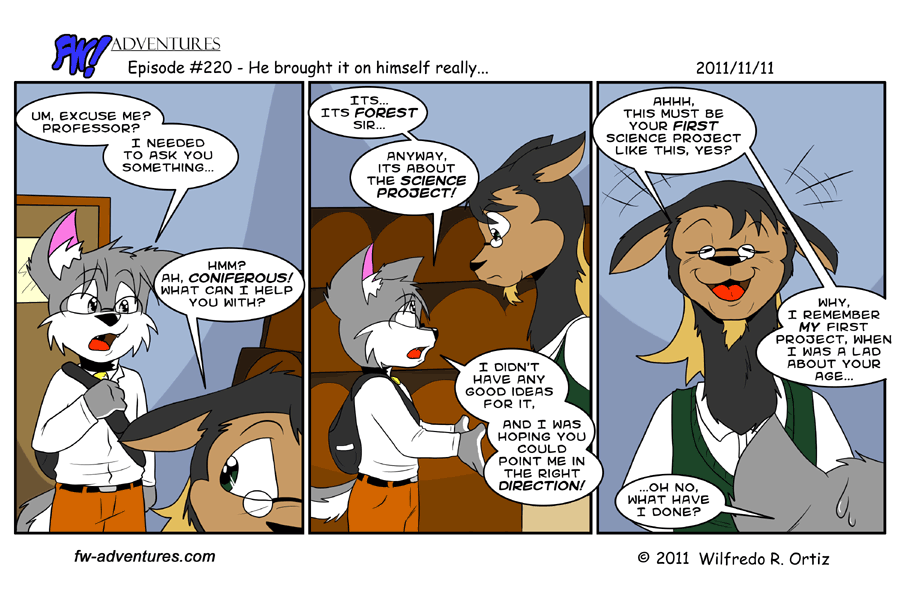 FW! ADVENTURES
Episode #220 - He brought it on himself really...
2011/11/11
UM, EXCUSE ME?
PROFESSOR?
I NEEDED
TO ASK YOU
SOMETHING...
HMM?
AH, CONIFEROUS!
WHAT CAN I HELP
YOU WITH?
ITS...
ITS FOREST
SIR...
ANYWAY,
ITS ABOUT
THE SCIENCE
PROJECT!
I DIDN'T
HAVE ANY
GOOD IDEAS
FOR IT,
AND I WAS
HOPING YOU
COULD
POINT ME IN
THE RIGHT
DIRECTION!
AHHH,
THIS MUST BE
YOUR FIRST
SCIENCE PROJECT
LIKE THIS, YES?
WHY,
I REMEMBER
MY FIRST
PROJECT, WHEN
I WAS A LAD
ABOUT YOUR
AGE...
...OH NO,
WHAT HAVE
I DONE?
fw-adventures.com
© 2011 Wilfredo R. Ortiz